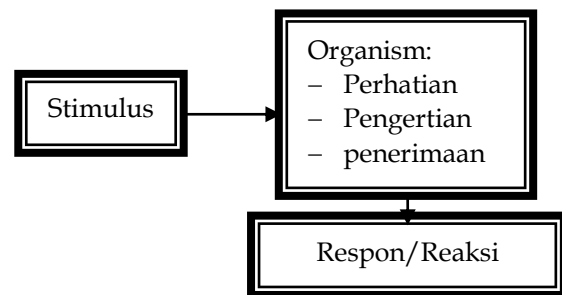 Stimulus
Organism:
– Perhatian
– Pengertian
– penerimaan
Respon/Reaksi